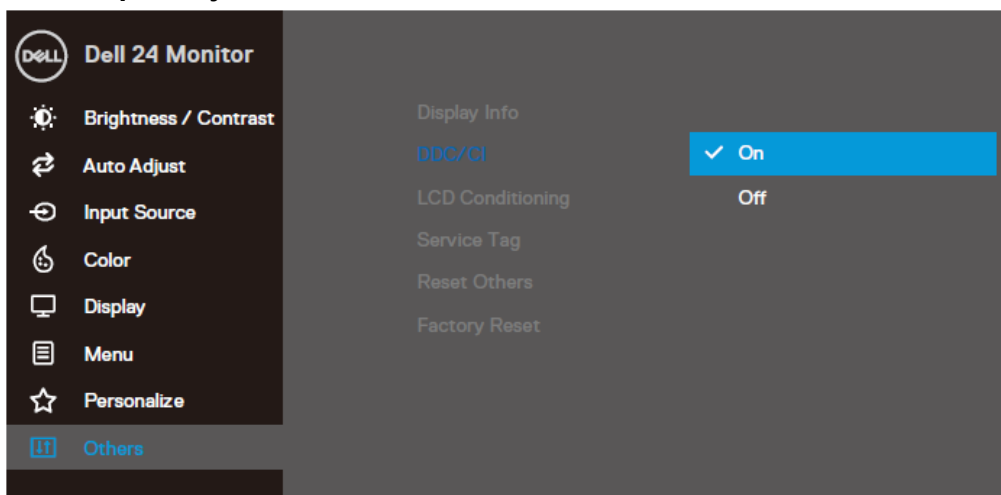 DELL Dell 24 Monitor
Brightness / Contrast
Auto Adjust
Input Source
Color
Display
Menu
Personalize
Others
Display Info
DDC/CI
LCD Conditioning
Service Tag
Reset Others
Factory Reset
On
Off